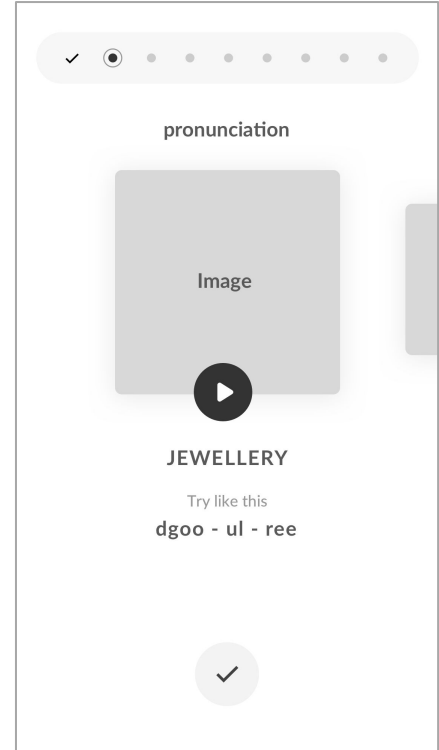 pronunciation
Image
JEWELLERY
Try like this
dgoo - ul - ree